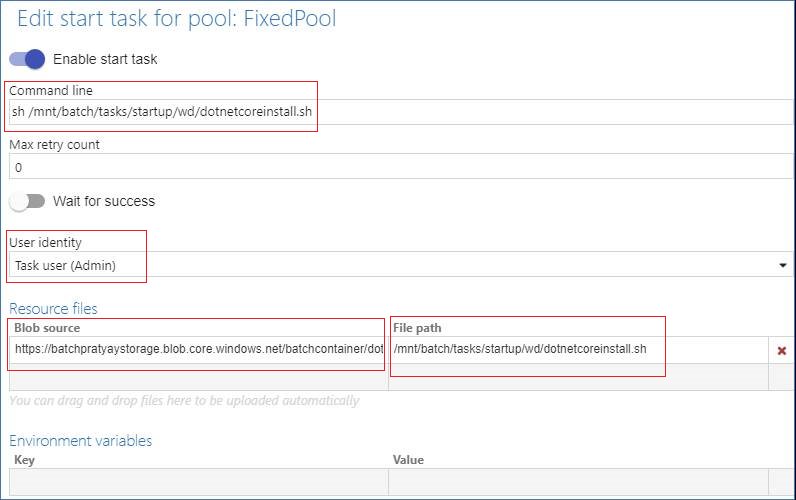 Edit start task for pool: FixedPool
Enable start task
Command line
sh /mnt/batch/tasks/startup/wd/dotnetcoreinstall.sh
Max retry count
0
Wait for success
User identity
Task user (Admin)
Resource files
Blob source File path
https://batchpratyaystorage.blob.core.windows.net/batchcontainer/dot /mnt/batch/tasks/startup/wd/dotnetcoreinstall.sh
You can drag and drop files here to be uploaded automatically
Environment variables
Key Value